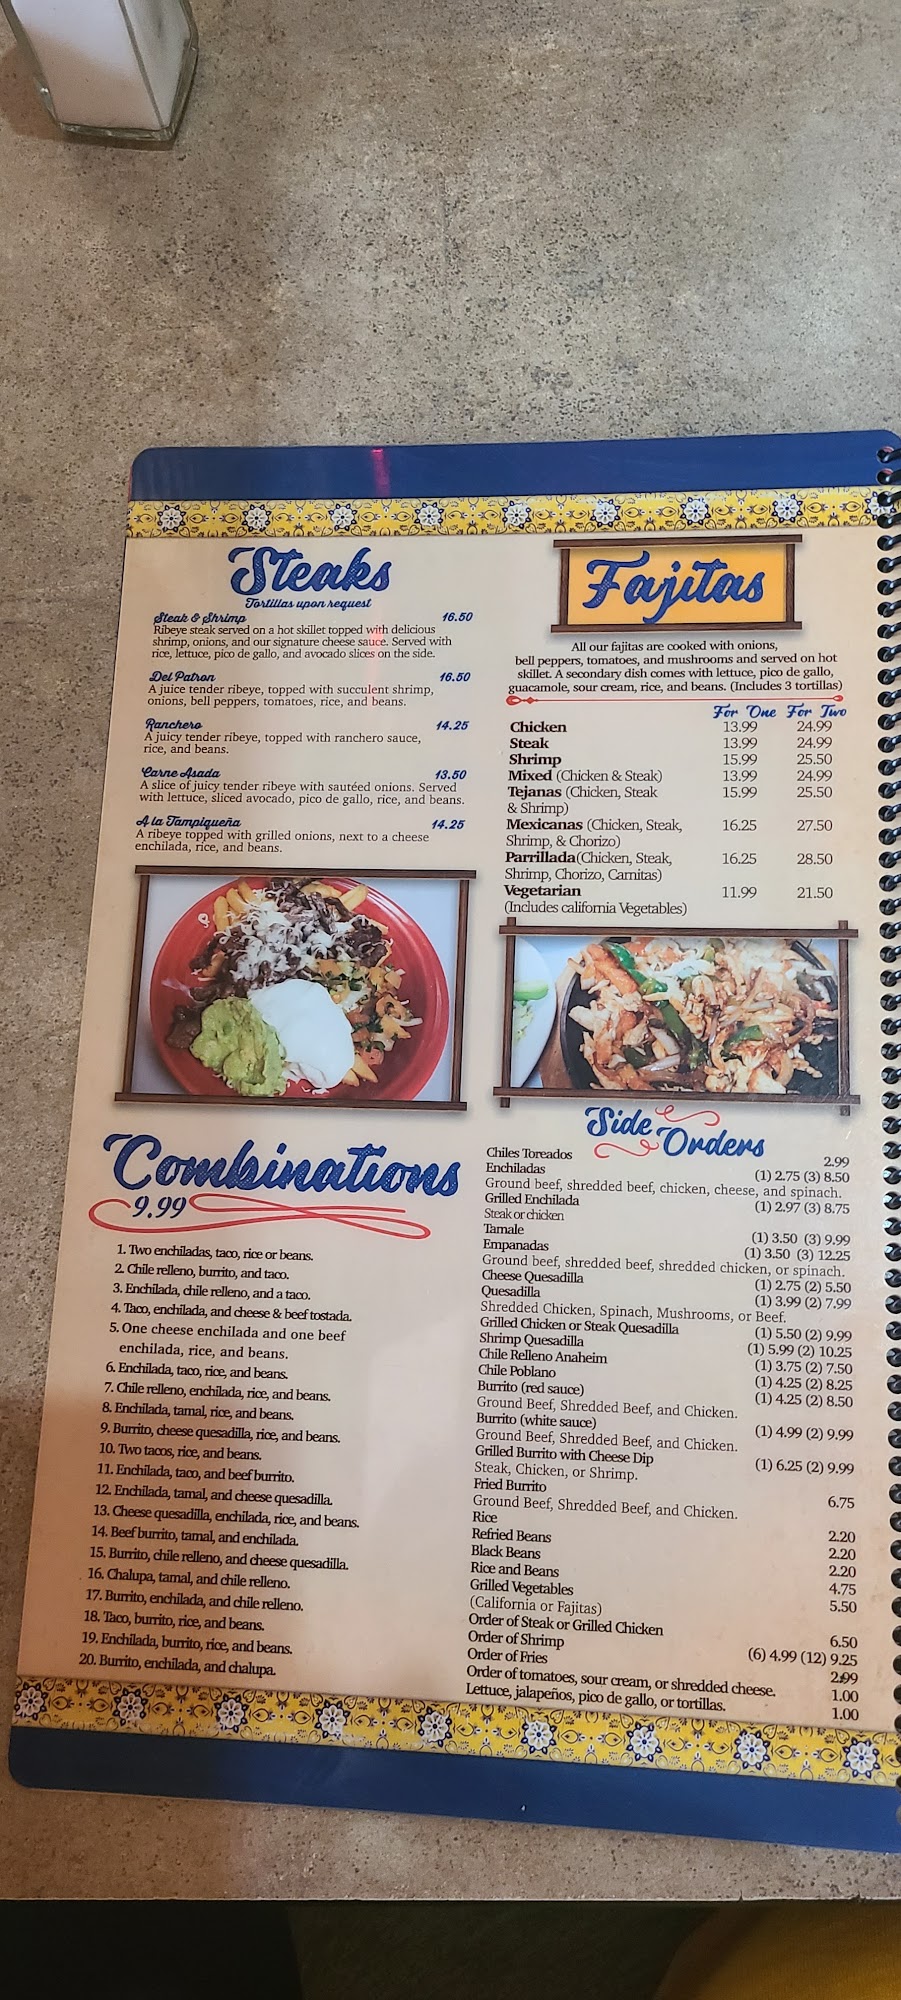 Steaks
Tortillas upon request
Steak & Shrimp 16.50
Ribeye steak served on a hot skillet topped with delicious
shrimp, onions, and our signature cheese sauce. Served with
rice, lettuce, pico de gallo, and avocado slices on the side.
Del Patron 16.50
A juice tender ribeye, topped with succulent shrimp,
onions, bell peppers, tomatoes, rice, and beans.
Ranchero 14.25
A juicy tender ribeye, topped with ranchero sauce,
rice, and beans.
Carne Asada 13.50
A slice of juicy tender ribeye with sautéed onions. Served
with lettuce, sliced avocado, pico de gallo, rice, and beans.
A la Tampiqueña 14.25
A ribeye topped with grilled onions, next to a cheese
enchilada, rice, and beans.
Combinations
9.99
1. Two enchiladas, taco, rice or beans.
2. Chile relleno, burrito, and taco.
3. Enchilada, chile relleno, and a taco.
4. Taco, enchilada, and cheese & beef tostada.
5. One cheese enchilada and one beef
enchilada, rice, and beans.
6. Enchilada, taco, rice, and beans.
7. Chile relleno, enchilada, rice, and beans.
8. Enchilada, tamal, rice, and beans.
9. Burrito, cheese quesadilla, rice, and beans.
10. Two tacos, rice, and beans.
11. Enchilada, taco, and beef burrito.
12. Enchilada, tamal, and cheese quesadilla.
13. Cheese quesadilla, enchilada, rice, and beans.
14. Beef burrito, tamal, and enchilada.
15. Burrito, chile relleno, and cheese quesadilla.
16. Chalupa, tamal, and chile relleno.
17. Burrito, enchilada, and chile relleno.
18. Taco, burrito, rice, and beans.
19. Enchilada, burrito, rice, and beans.
20. Burrito, enchilada, and chalupa.
Fajitas
All our fajitas are cooked with onions,
bell peppers, tomatoes, and mushrooms and served on hot
skillet. A secondary dish comes with lettuce, pico de gallo,
guacamole, sour cream, rice, and beans. (Includes 3 tortillas)
For One For Two
Chicken 13.99 24.99
Steak 13.99 24.99
Shrimp 15.99 25.50
Mixed (Chicken & Steak) 13.99 24.99
Tejanas (Chicken, Steak 15.99 25.50
& Shrimp)
Mexicanas (Chicken, Steak, 16.25 27.50
Shrimp, & Chorizo)
Parrillada(Chicken, Steak, 16.25 28.50
Shrimp, Chorizo, Carnitas)
Vegetarian 11.99 21.50
(Includes california Vegetables)
Side Orders
Chiles Toreados 2.99
Enchiladas (1) 2.75 (3) 8.50
Ground beef, shredded beef, chicken, cheese, and spinach.
Grilled Enchilada (1) 2.97 (3) 8.75
Steak or chicken
Tamale (1) 3.50 (3) 9.99
Empanadas (1) 3.50 (3) 12.25
Ground beef, shredded beef, shredded chicken, or spinach.
Cheese Quesadilla (1) 2.75 (2) 5.50
Quesadilla (1) 3.99 (2) 7.99
Shredded Chicken, Spinach, Mushrooms, or Beef.
Grilled Chicken or Steak Quesadilla (1) 5.50 (2) 9.99
Shrimp Quesadilla (1) 5.99 (2) 10.25
Chile Relleno Anaheim (1) 3.75 (2) 7.50
Chile Poblano (1) 4.25 (2) 8.25
Burrito (red sauce) (1) 4.25 (2) 8.50
Ground Beef, Shredded Beef, and Chicken.
Burrito (white sauce) (1) 4.99 (2) 9.99
Ground Beef, Shredded Beef, and Chicken.
Grilled Burrito with Cheese Dip (1) 6.25 (2) 9.99
Steak, Chicken, or Shrimp.
Fried Burrito 6.75
Ground Beef, Shredded Beef, and Chicken.
Rice 2.20
Refried Beans 2.20
Black Beans 2.20
Rice and Beans 4.75
Grilled Vegetables 5.50
(California or Fajitas)
Order of Steak or Grilled Chicken 6.50
Order of Shrimp (6) 4.99 (12) 9.25
Order of Fries 2.99
Order of tomatoes, sour cream, or shredded cheese. 1.00
Lettuce, jalapeños, pico de gallo, or tortillas. 1.00